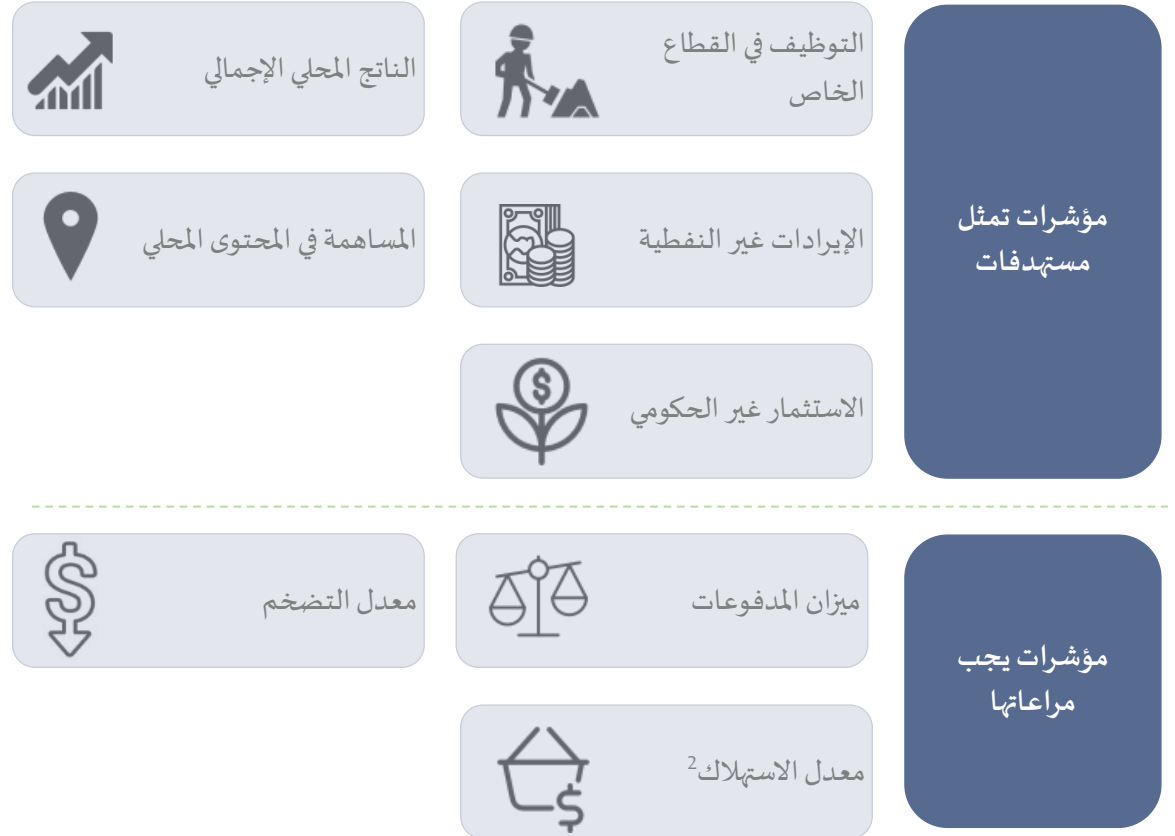 مؤشرات تمثل
مستهدفات
التوظيف في القطاع
الخاص
الناتج المحلي الإجمالي
الإيرادات غير النفطية
المساهمة في المحتوى المحلي
الاستثمار غير الحكومي
مؤشرات يجب
مراعاتها
ميزان المدفوعات
معدل التضخم
معدل الاستهلاك²